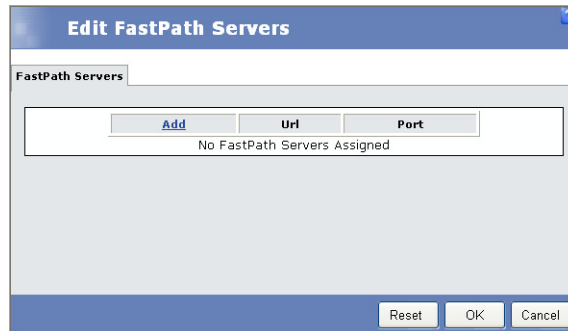 Edit FastPath Servers
?
FastPath Servers
Add Url Port
No FastPath Servers Assigned
Reset OK Cancel